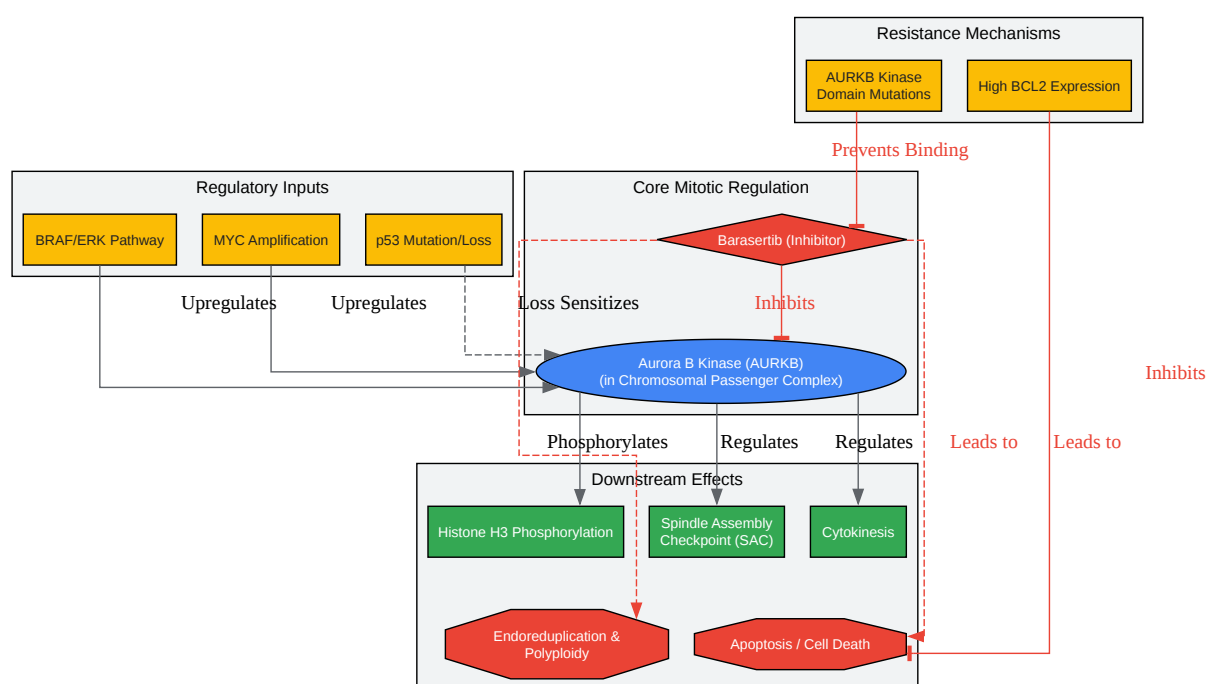 Resistance Mechanisms
AURKB Kinase
Domain Mutations
High BCL2 Expression
Prevents Binding
Regulatory Inputs
BRAF/ERK Pathway
MYC Amplification
p53 Mutation/Loss
Core Mitotic Regulation
Barasertib (Inhibitor)
Upregulates
Upregulates
Loss Sensitizes
Inhibits
Aurora B Kinase (AURKB)
(in Chromosomal Passenger Complex)
Inhibits
Phosphorylates
Regulates
Regulates
Leads to
Leads to
Downstream Effects
Histone H3 Phosphorylation
Spindle Assembly
Checkpoint (SAC)
Cytokinesis
Endoreduplication &
Polyploidy
Apoptosis / Cell Death